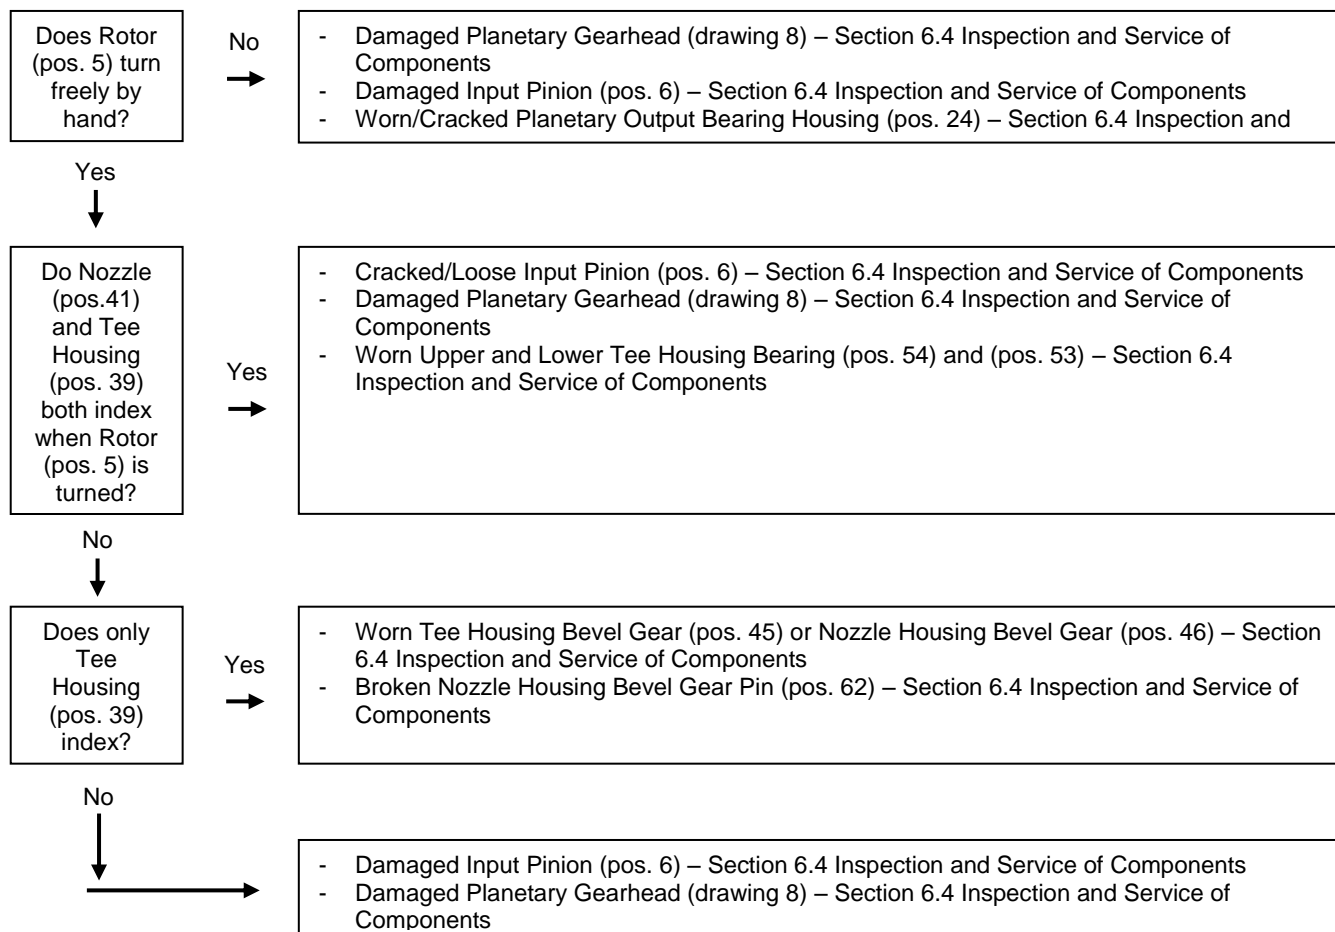 Does Rotor
(pos. 5) turn
freely by
hand?
No
- Damaged Planetary Gearhead (drawing 8) – Section 6.4 Inspection and Service of
Components
- Damaged Input Pinion (pos. 6) – Section 6.4 Inspection and Service of Components
- Worn/Cracked Planetary Output Bearing Housing (pos. 24) – Section 6.4 Inspection and
Yes
Do Nozzle
(pos.41)
and Tee
Housing
(pos. 39)
both index
when Rotor
(pos. 5) is
turned?
Yes
- Cracked/Loose Input Pinion (pos. 6) – Section 6.4 Inspection and Service of Components
- Damaged Planetary Gearhead (drawing 8) – Section 6.4 Inspection and Service of
Components
- Worn Upper and Lower Tee Housing Bearing (pos. 54) and (pos. 53) – Section 6.4
Inspection and Service of Components
No
Does only
Tee
Housing
(pos. 39)
index?
Yes
- Worn Tee Housing Bevel Gear (pos. 45) or Nozzle Housing Bevel Gear (pos. 46) – Section
6.4 Inspection and Service of Components
- Broken Nozzle Housing Bevel Gear Pin (pos. 62) – Section 6.4 Inspection and Service of
Components
No
- Damaged Input Pinion (pos. 6) – Section 6.4 Inspection and Service of Components
- Damaged Planetary Gearhead (drawing 8) – Section 6.4 Inspection and Service of
Components